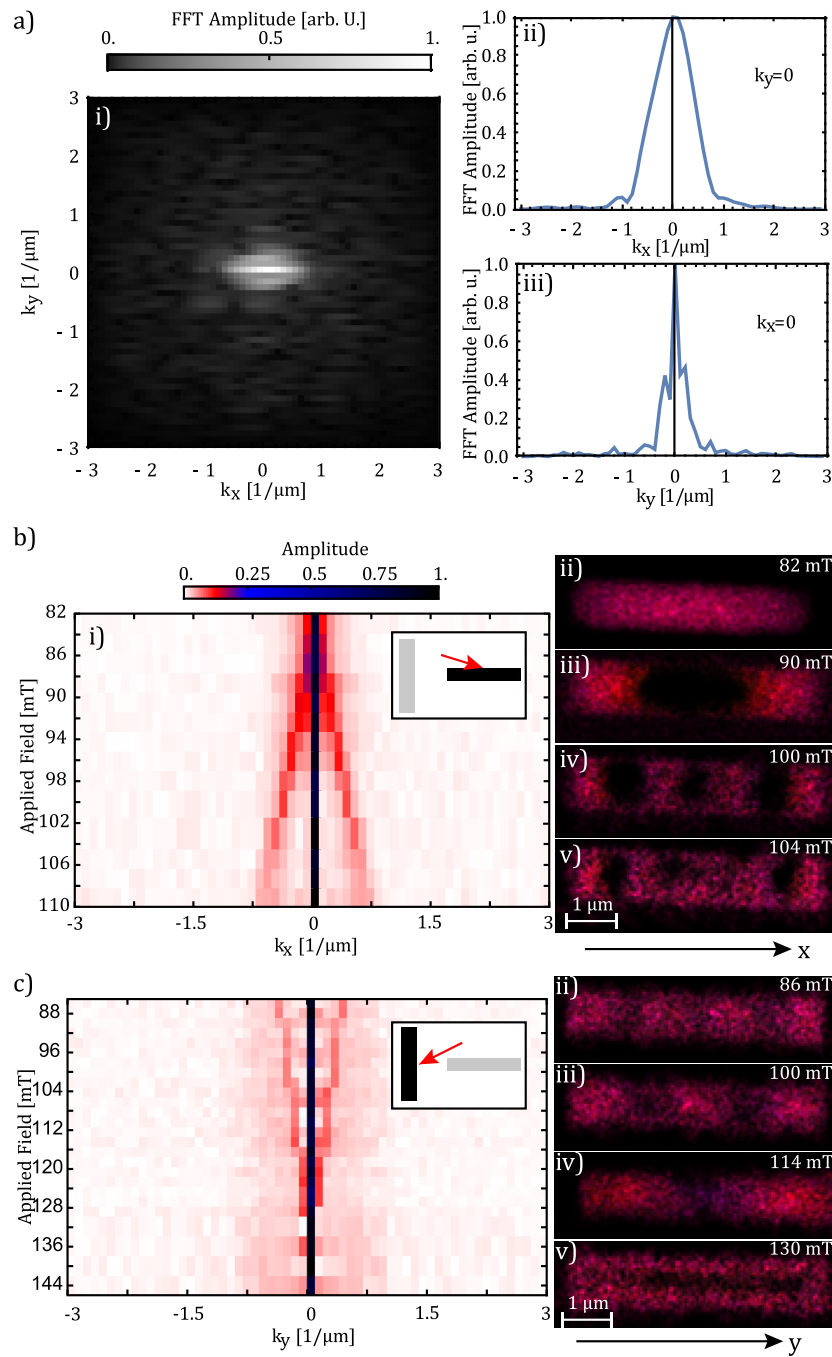 a)
FFT Amplitude [arb. U.]
0. 0.5 1.
i)
3
2
1
0
- 1
- 2
- 3
ky [1/μm]
- 3 - 2 - 1 0 1 2 3
kx [1/μm]
ii)
ky=0
1.0
0.8
0.6
0.4
0.2
0.0
FFT Amplitude [arb. u.]
- 3 - 2 - 1 0 1 2 3
kx [1/μm]
iii)
kx=0
1.0
0.8
0.6
0.4
0.2
0.0
FFT Amplitude [arb. u.]
- 3 - 2 - 1 0 1 2 3
ky [1/μm]
b)
Amplitude
0. 0.25 0.5 0.75 1.
i)
82
86
90
94
98
102
106
110
Applied Field [mT]
-3 -1.5 0 1.5 3
kx [1/μm]
ii) 82 mT
iii) 90 mT
iv) 100 mT
v) 104 mT
1 μm
x
c)
88
96
104
112
120
128
136
144
Applied Field [mT]
-3 -1.5 0 1.5 3
ky [1/μm]
ii) 86 mT
iii) 100 mT
iv) 114 mT
v) 130 mT
1 μm
y